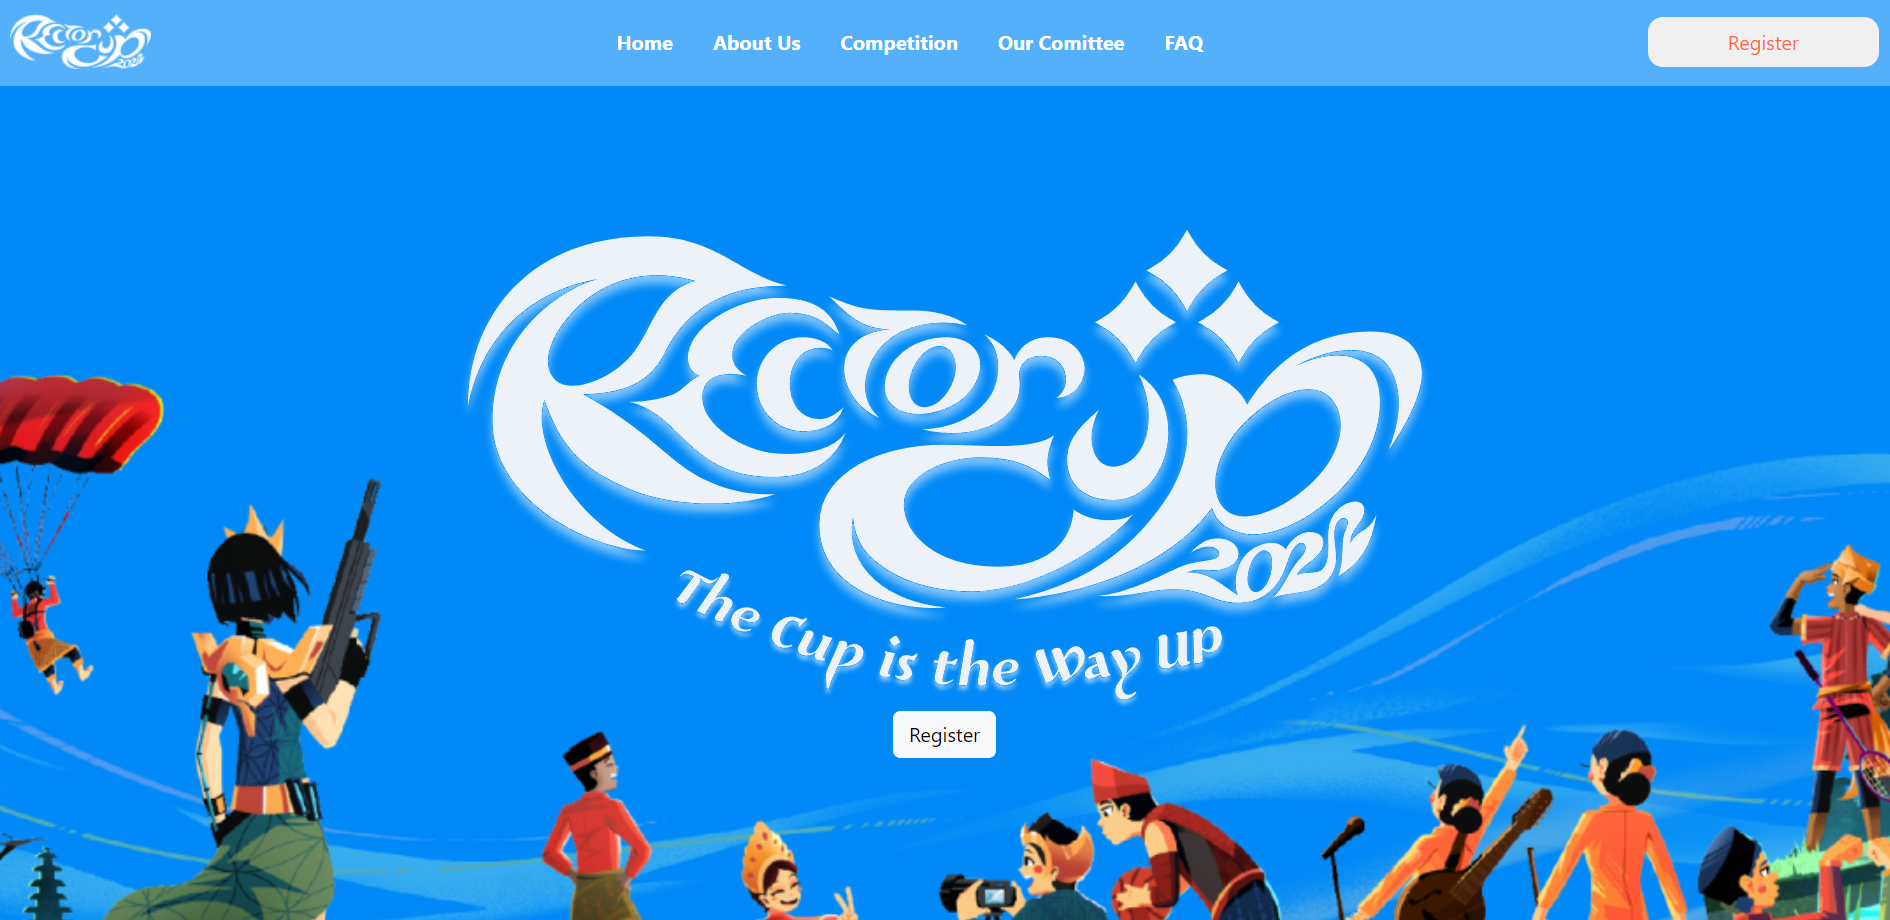 Rector Cup 2024
Home
About Us
Competition
Our Comittee
FAQ
Register
Rector
Cup
2024
The Cup is the Way Up
Register